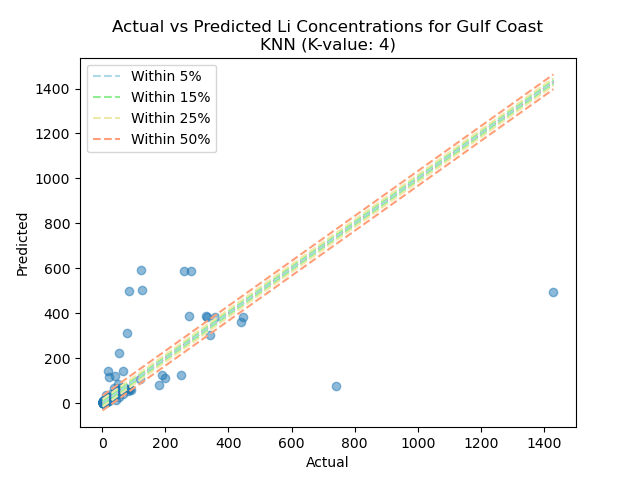 Actual vs Predicted Li Concentrations for Gulf Coast
KNN (K-value: 4)
Within 5%
Within 15%
Within 25%
Within 50%
1400
1200
1000
800
600
400
200
0
Predicted
0 200 400 600 800 1000 1200 1400
Actual